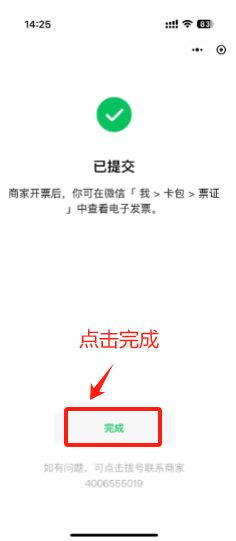 14:25
83
已提交
商家开票后，你可在微信「 我 > 卡包 > 票证
」中查看电子发票。
点击完成
完成
如有问题，可点击拨号联系商家
4006555019